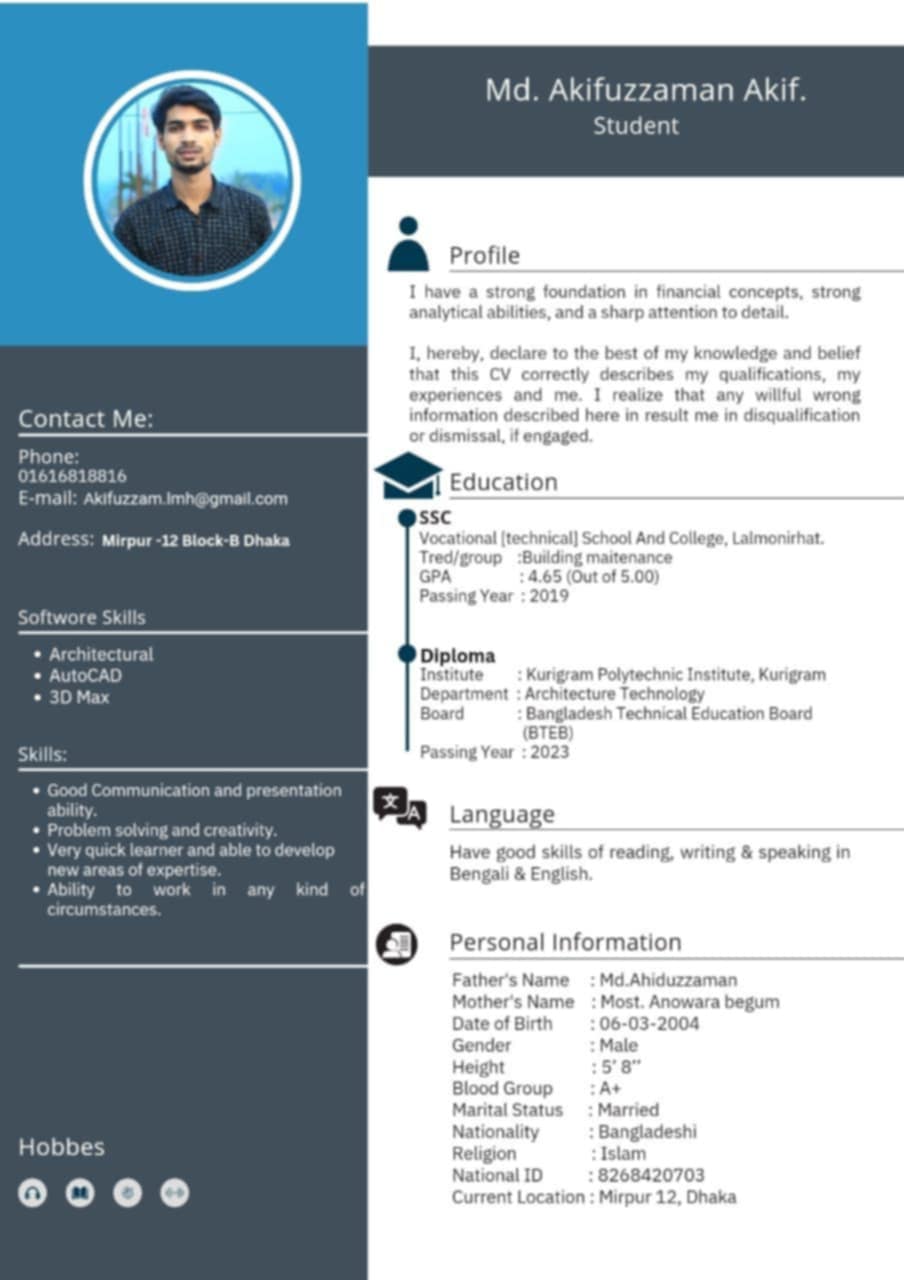 Md. Akifuzzaman Akif.
Student
Contact Me:
Phone:
01616818816
E-mail: Akifuzzam.lmh@gmail.com
Address: Mirpur -12 Block-B Dhaka
Softwore Skills
• Architectural
• AutoCAD
• 3D Max
Skills:
• Good Communication and presentation
ability.
• Problem solving and creativity.
• Very quick learner and able to develop
new areas of expertise.
• Ability to work in any kind of
circumstances.
Hobbes
Profile
I have a strong foundation in financial concepts, strong
analytical abilities, and a sharp attention to detail.
I, hereby, declare to the best of my knowledge and belief
that this CV correctly describes my qualifications, my
experiences and me. I realize that any willful wrong
information described here in result me in disqualification
or dismissal, if engaged.
Education
SSC
Vocational [technical] School And College, Lalmonirhat.
Tred/group :Building maitenance
GPA : 4.65 (Out of 5.00)
Passing Year : 2019
Diploma
Institute : Kurigram Polytechnic Institute, Kurigram
Department : Architecture Technology
Board : Bangladesh Technical Education Board
(BTEB)
Passing Year : 2023
文
A
Language
Have good skills of reading, writing & speaking in
Bengali & English.
Personal Information
Father's Name : Md.Ahiduzzaman
Mother's Name : Most. Anowara begum
Date of Birth : 06-03-2004
Gender : Male
Height : 5’ 8’’
Blood Group : A+
Marital Status : Married
Nationality : Bangladeshi
Religion : Islam
National ID : 8268420703
Current Location : Mirpur 12, Dhaka